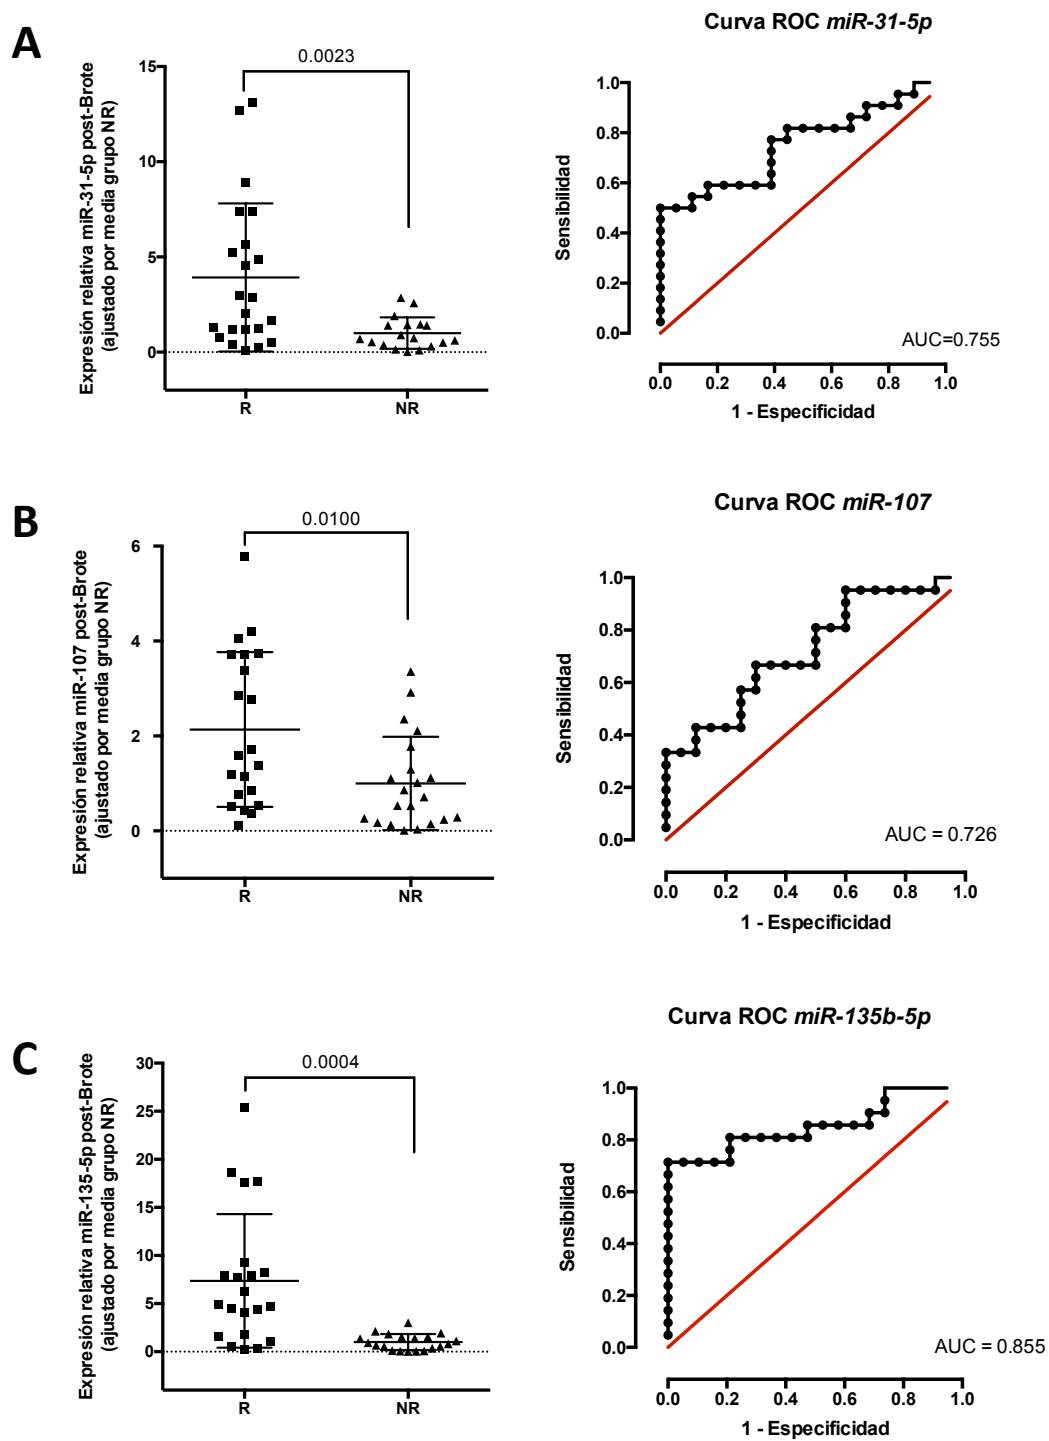 A
Expresión relativa miR-31-5p post-Brote
(ajustado por media grupo NR)
0.0023
15
10
5
0
R
NR
Curva ROC miR-31-5p
Sensibilidad
1.0
0.8
0.6
0.4
0.2
0.0
AUC=0.755
0.0 0.2 0.4 0.6 0.8 1.0
1 - Especificidad
B
Expresión relativa miR-107 post-Brote
(ajustado por media grupo NR)
0.0100
6
4
2
0
R
NR
Curva ROC miR-107
Sensibilidad
1.0
0.8
0.6
0.4
0.2
0.0
AUC = 0.726
0.0 0.2 0.4 0.6 0.8 1.0
1 - Especificidad
C
Expresión relativa miR-135-5p post-Brote
(ajustado por media grupo NR)
0.0004
30
25
20
15
10
5
0
R
NR
Curva ROC miR-135b-5p
Sensibilidad
1.0
0.8
0.6
0.4
0.2
0.0
AUC = 0.855
0.0 0.2 0.4 0.6 0.8 1.0
1 - Especificidad